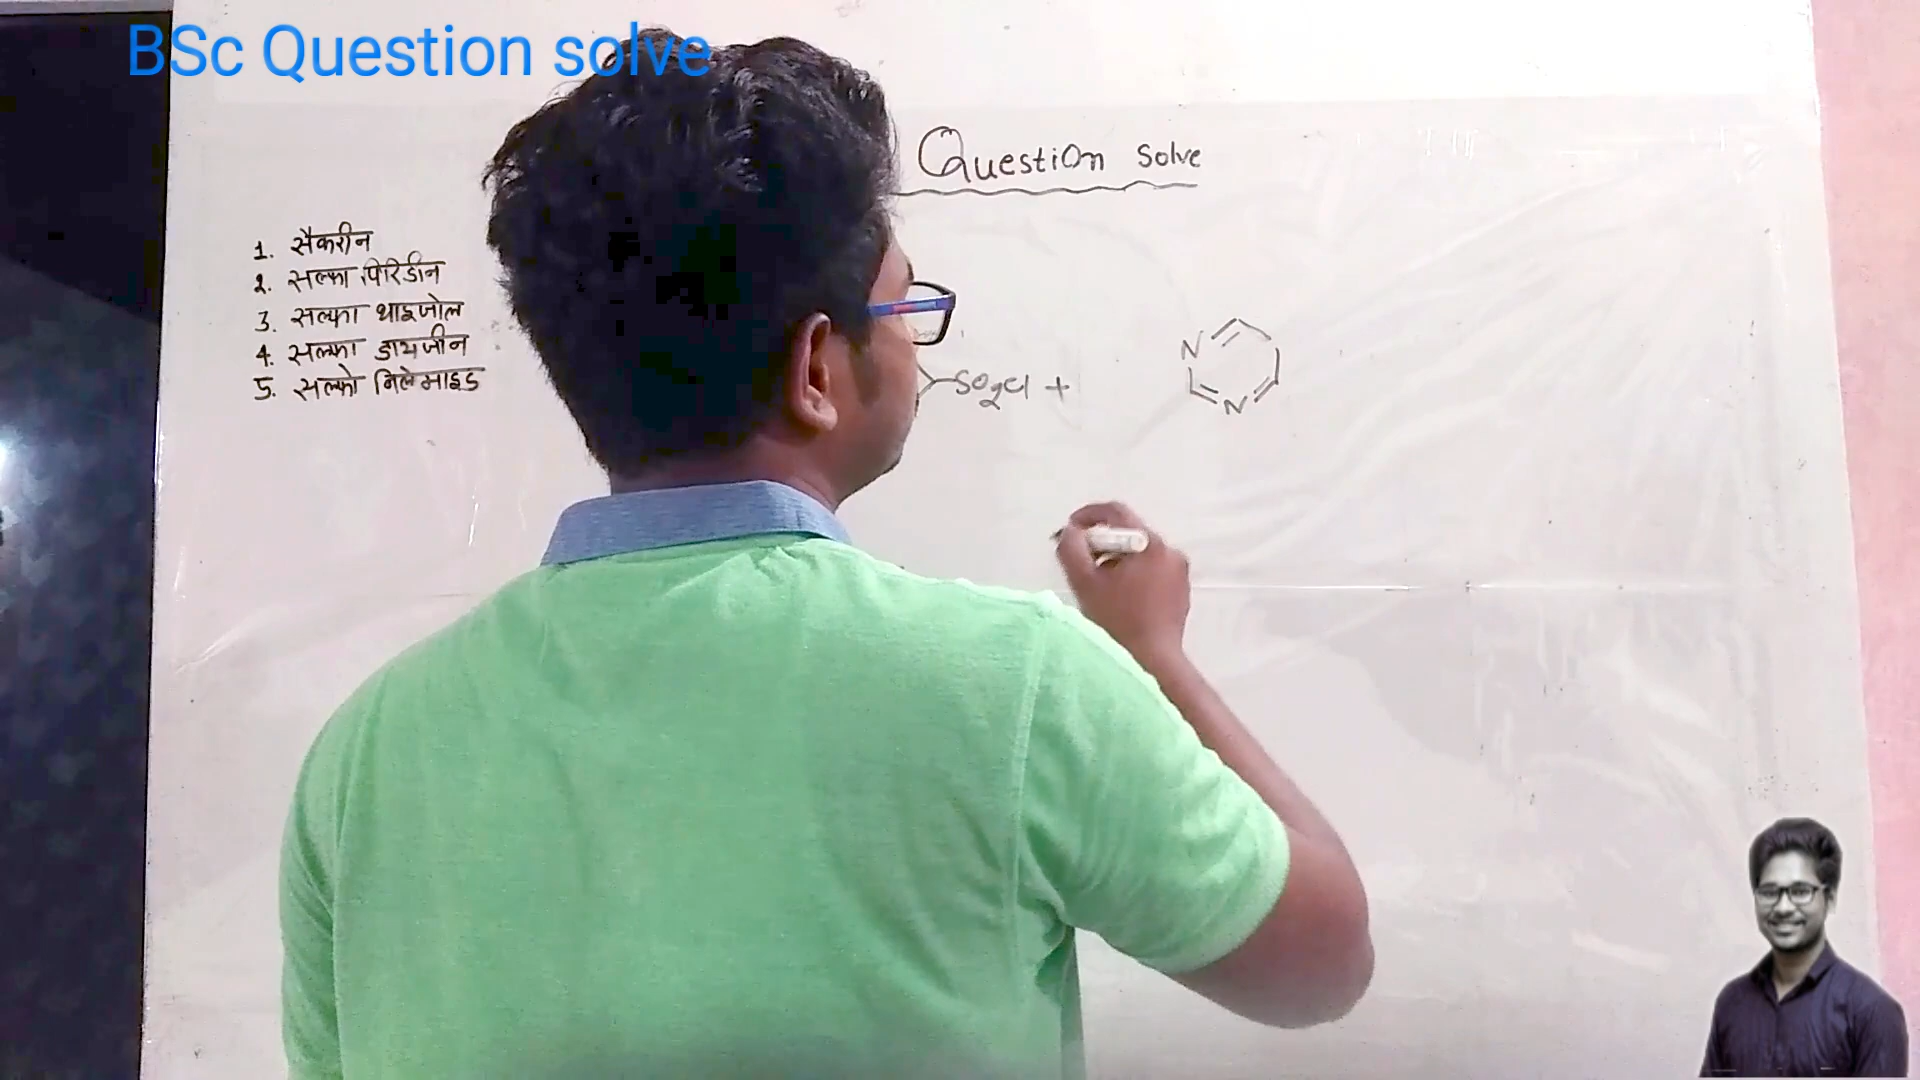 BSc Question solve
Question Solve
1. सैकरीन
2. सल्फा पिरिडीन
3. सल्फा थाइजोल
4. सल्फा डायजीन
5. सल्फो निलेमाइड
SO2Cl +
N
N